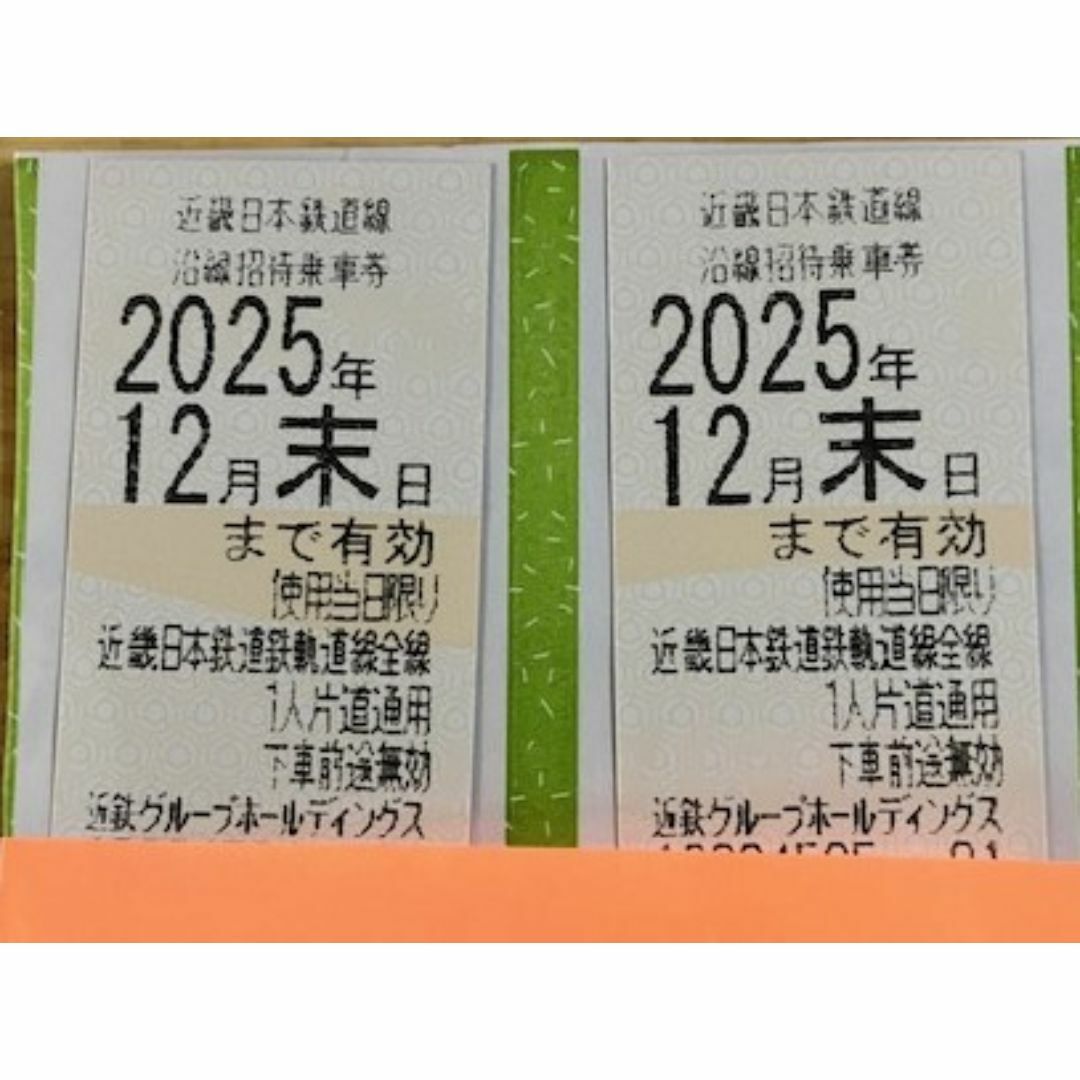 近畿日本鉄道線
沿線招待乗車券
2025年
12月末日
まで有効
使用当日限り
近畿日本鉄道鉄軌道線全線
1人片道通用
下車前途無効
近鉄グループホールディングス
近畿日本鉄道線
沿線招待乗車券
2025年
12月末日
まで有効
使用当日限り
近畿日本鉄道鉄軌道線全線
1人片道通用
下車前途無効
近鉄グループホールディングス